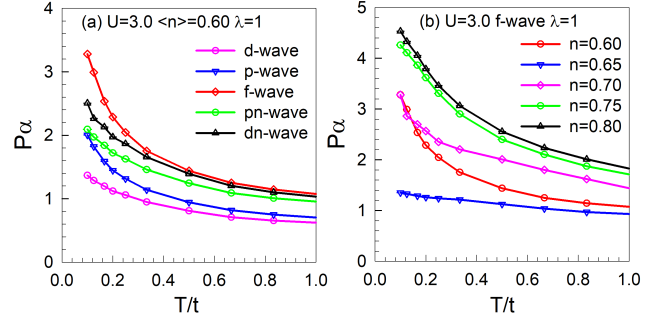 (a) U=3.0 <n>=0.60 λ=1
d-wave
p-wave
f-wave
pn-wave
dn-wave
Pα
4
3
2
1
0
0.0 0.2 0.4 0.6 0.8 1.0
T/t
(b) U=3.0 f-wave λ=1
n=0.60
n=0.65
n=0.70
n=0.75
n=0.80
Pα
5
4
3
2
1
0
0.0 0.2 0.4 0.6 0.8 1.0
T/t